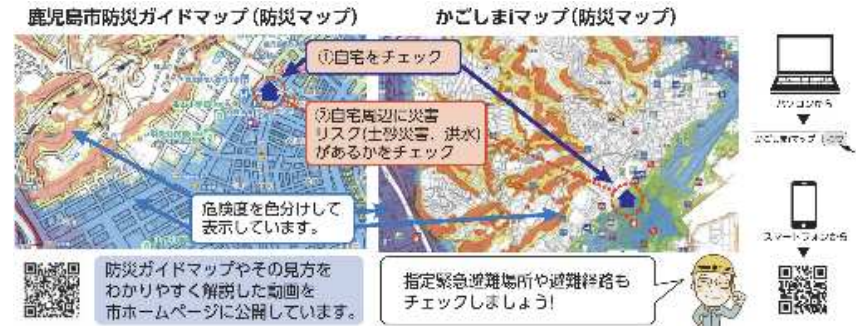 鹿児島市防災ガイドマップ(防災マップ)
かごしまiマップ(防災マップ)
①自宅をチェック
②自宅周辺に災害
リスク(土砂災害、洪水)
があるかをチェック
危険度を色分けして
表示しています。
防災ガイドマップやその見方を
わかりやすく解説した動画を
市ホームページに公開しています。
指定緊急避難場所や避難経路も
チェックしましょう!
パソコンから
かごしまiマップ
スマートフォンから